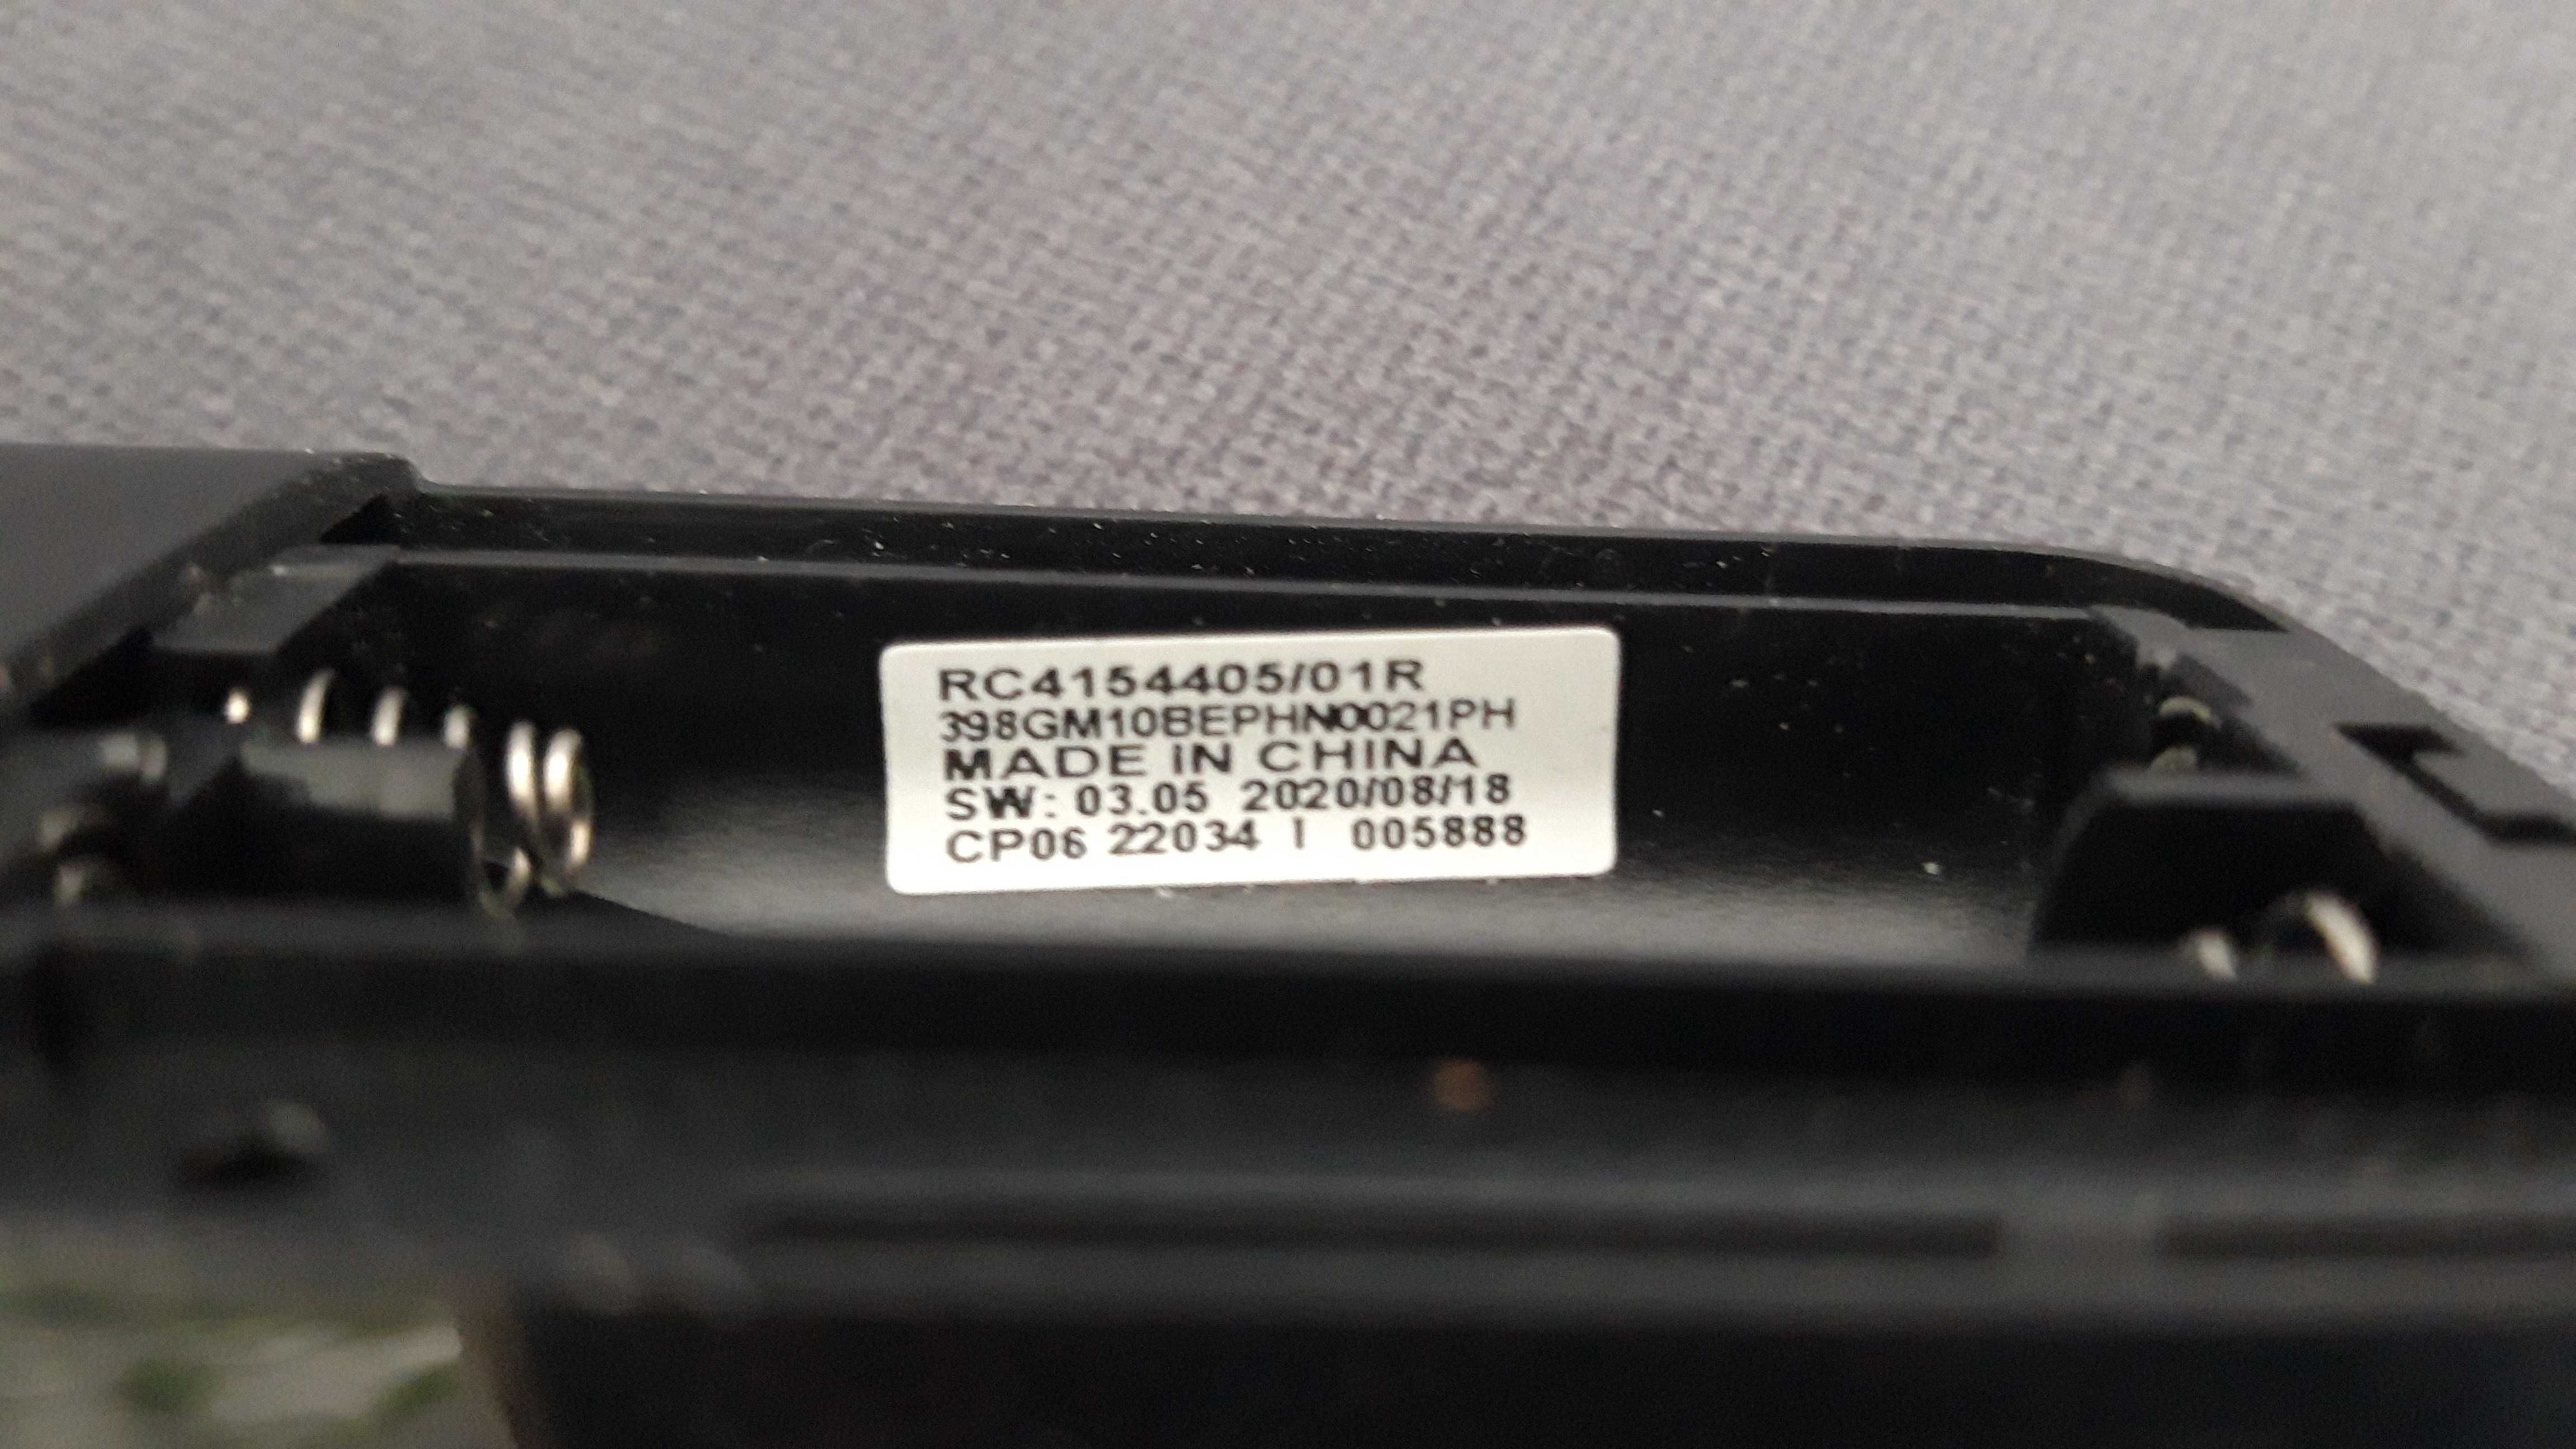 RC4154405/01R
398GM10BEPHN0021PH
MADE IN CHINA
SW: 03.05 2020/08/18
CP06 22034 I 005888